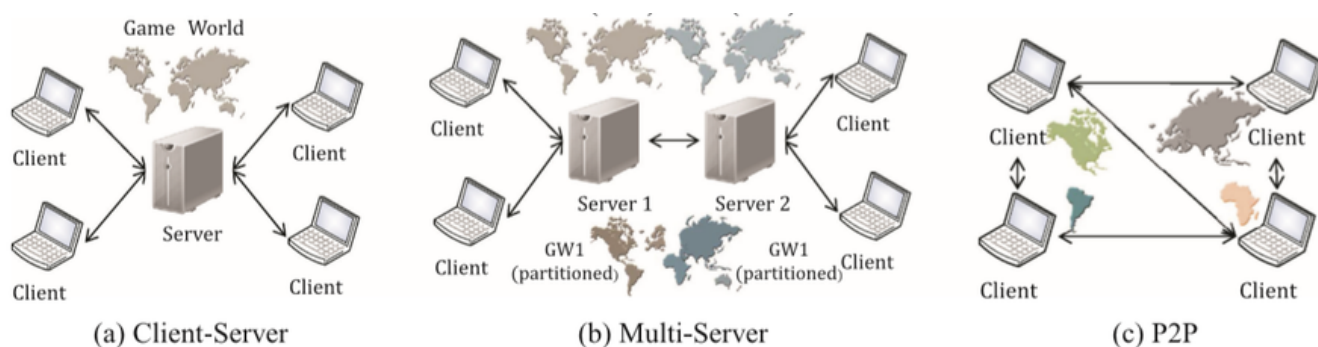 Game World
Client
Client
Client
Client
Server
(a) Client-Server
Client
Client
Server 1
Server 2
Client
Client
GW1
(partitioned)
GW1
(partitioned)
(b) Multi-Server
Client
Client
Client
Client
(c) P2P